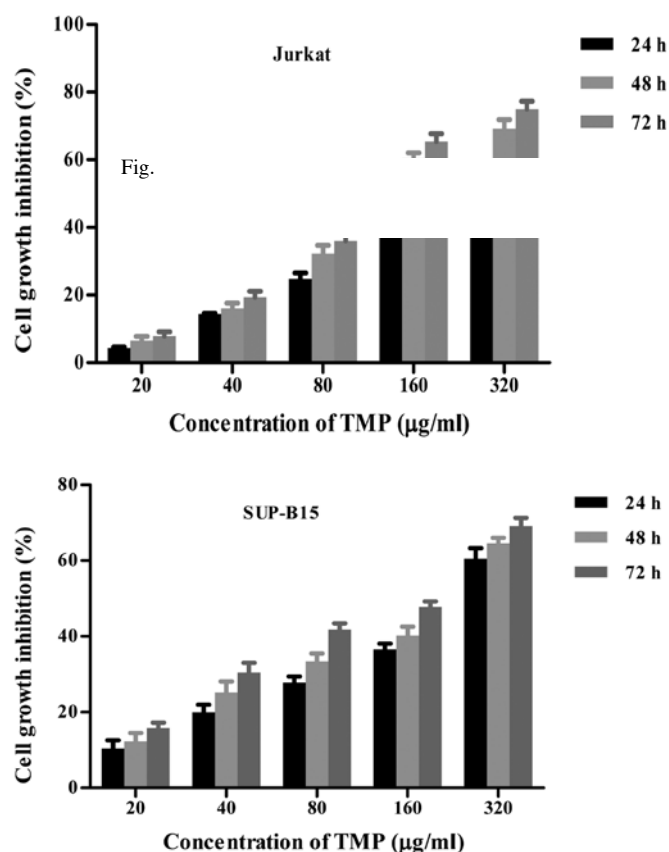 Jurkat
24 h
48 h
72 h
Fig.
Cell growth inhibition (%)
100
80
60
40
20
0
20 40 80 160 320
Concentration of TMP (μg/ml)
SUP-B15
24 h
48 h
72 h
Cell growth inhibition (%)
80
60
40
20
0
20 40 80 160 320
Concentration of TMP (μg/ml)